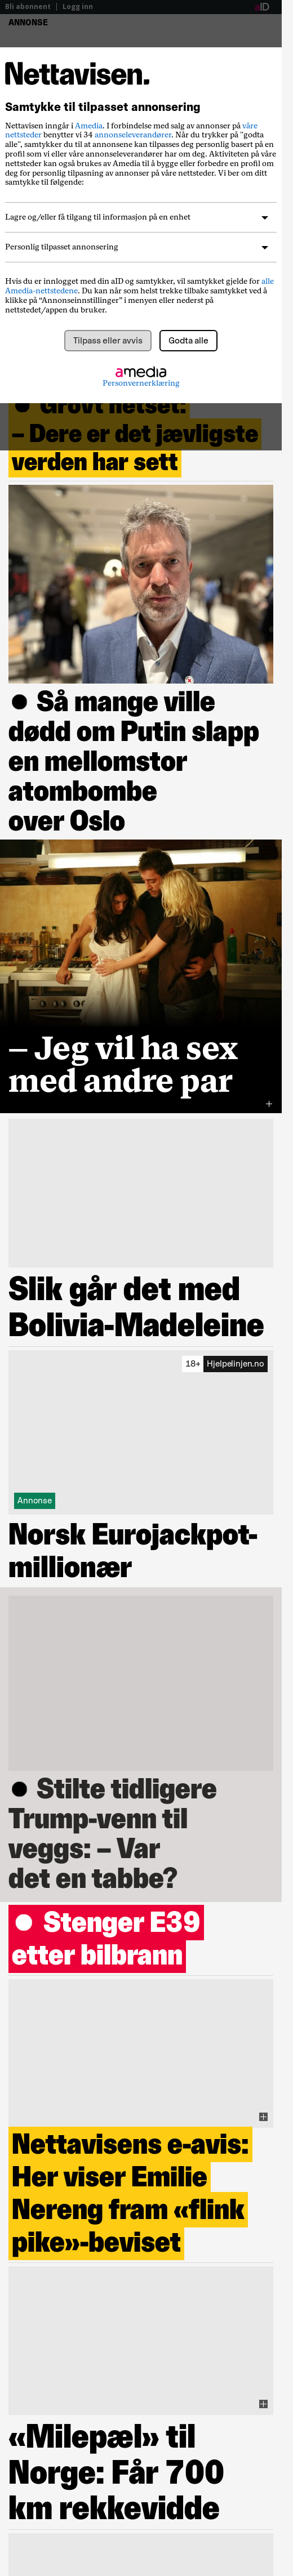 Bli abonnent | Logg inn
aID
ANNONSE
Nettavisen.
Samtykke til tilpasset annonsering
Nettavisen inngår i Amedia. I forbindelse med salg av annonser på våre
nettsteder benytter vi 34 annonseleverandører. Når du trykker på "godta
alle", samtykker du til at annonsene kan tilpasses deg personlig basert på en
profil som vi eller våre annonseleverandører har om deg. Aktiviteten på våre
nettsteder kan også brukes av Amedia til å bygge eller forbedre en profil om
deg for personlig tilpasning av annonser på våre nettsteder. Vi ber om ditt
samtykke til følgende:
Lagre og/eller få tilgang til informasjon på en enhet
Personlig tilpasset annonsering
Hvis du er innlogget med din aID og samtykker, vil samtykket gjelde for alle
Amedia-nettstedene. Du kan når som helst trekke tilbake samtykket ved å
klikke på “Annonseinnstillinger” i menyen eller nederst på
nettstedet/appen du bruker.
Tilpass eller avvis
Godta alle
amedia
Personvernerklæring
Grovt hetset:
– Dere er det jævligste
verden har sett
Så mange ville
dødd om Putin slapp
en mellomstor
atombombe
over Oslo
– Jeg vil ha sex
med andre par
Slik går det med
Bolivia-Madeleine
18+ Hjelpelinjen.no
Annonse
Norsk Eurojackpot-
millionær
Stilte tidligere
Trump-venn til
veggs: – Var
det en tabbe?
Stenger E39
etter bilbrann
Nettavisens e-avis:
Her viser Emilie
Nereng fram «flink
pike»-beviset
«Milepæl» til
Norge: Får 700
km rekkevidde